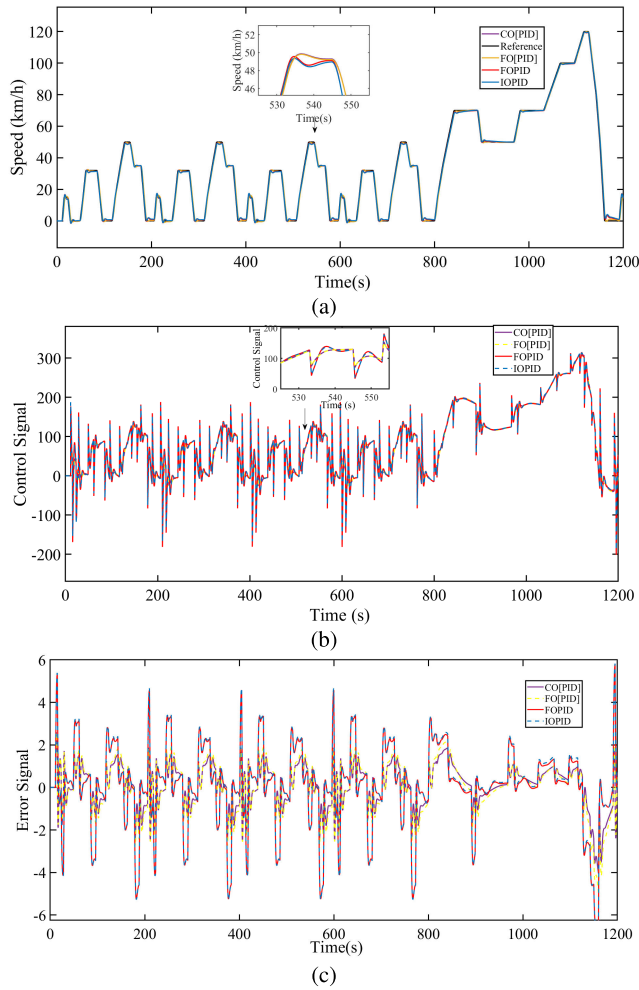 120
100
80
60
40
20
0
Speed (km/h)
52
50
48
46
Speed (km/h)
530 540 550
Time(s)
CO[PID]
Reference
FO[PID]
FOPID
IOPID
0 200 400 600 800 1000 1200
Time(s)
(a)
300
200
100
0
-100
-200
Control Signal
200
100
0
Control Signal
530 540 550
Time (s)
CO[PID]
FO[PID]
FOPID
IOPID
0 200 400 600 800 1000 1200
Time (s)
(b)
6
4
2
0
-2
-4
-6
Error Signal
CO[PID]
FO[PID]
FOPID
IOPID
0 200 400 600 800 1000 1200
Time(s)
(c)